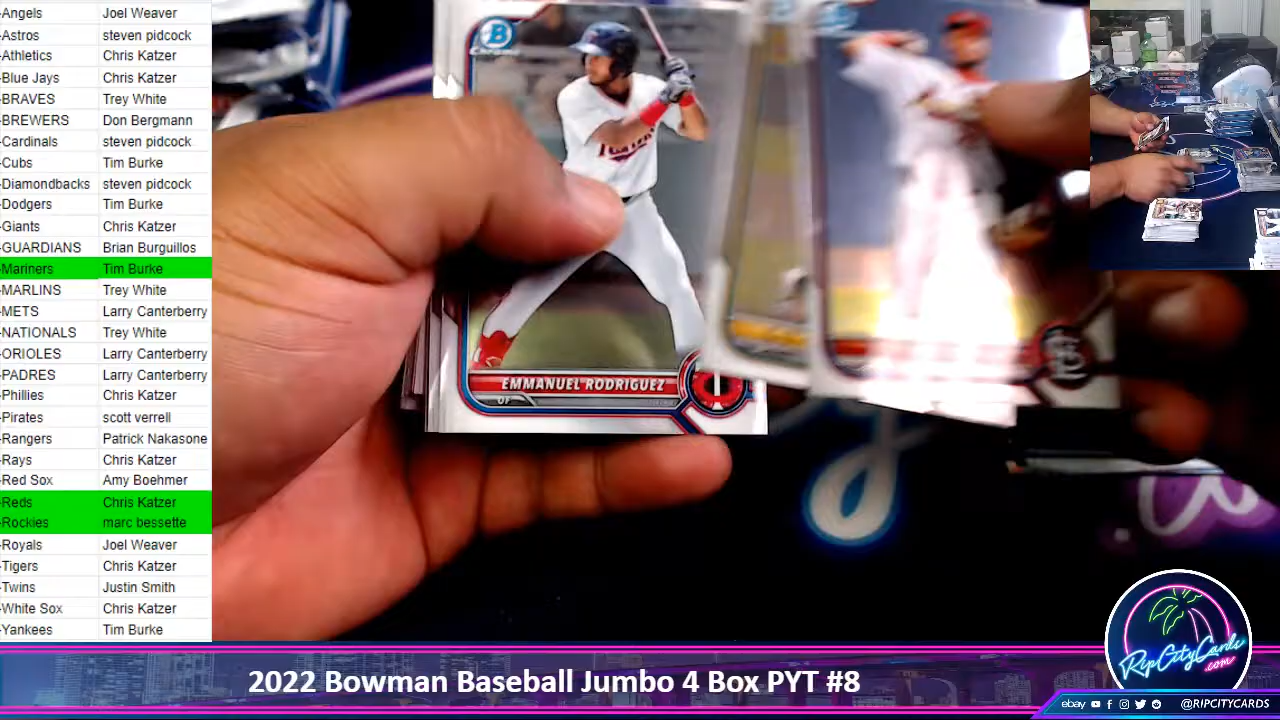 -Angels Joel Weaver
-Astros steven pidcock
-Athletics Chris Katzer
-Blue Jays Chris Katzer
-BRAVES Trey White
-BREWERS Don Bergmann
-Cardinals steven pidcock
-Cubs Tim Burke
-Diamondbacks steven pidcock
-Dodgers Tim Burke
-Giants Chris Katzer
-GUARDIANS Brian Burguillos
-Mariners Tim Burke
-MARLINS Trey White
-METS Larry Canterberry
-NATIONALS Trey White
-ORIOLES Larry Canterberry
-PADRES Larry Canterberry
-Phillies Chris Katzer
-Pirates scott verrell
-Rangers Patrick Nakasone
-Rays Chris Katzer
-Red Sox Amy Boehmer
-Reds Chris Katzer
-Rockies marc bessette
-Royals Joel Weaver
-Tigers Chris Katzer
-Twins Justin Smith
-White Sox Chris Katzer
-Yankees Tim Burke
B
Chrome
EMMANUEL RODRIGUEZ
OF
RipCityCards
.com
2022 Bowman Baseball Jumbo 4 Box PYT #8
ebay @RIPCITYCARDS